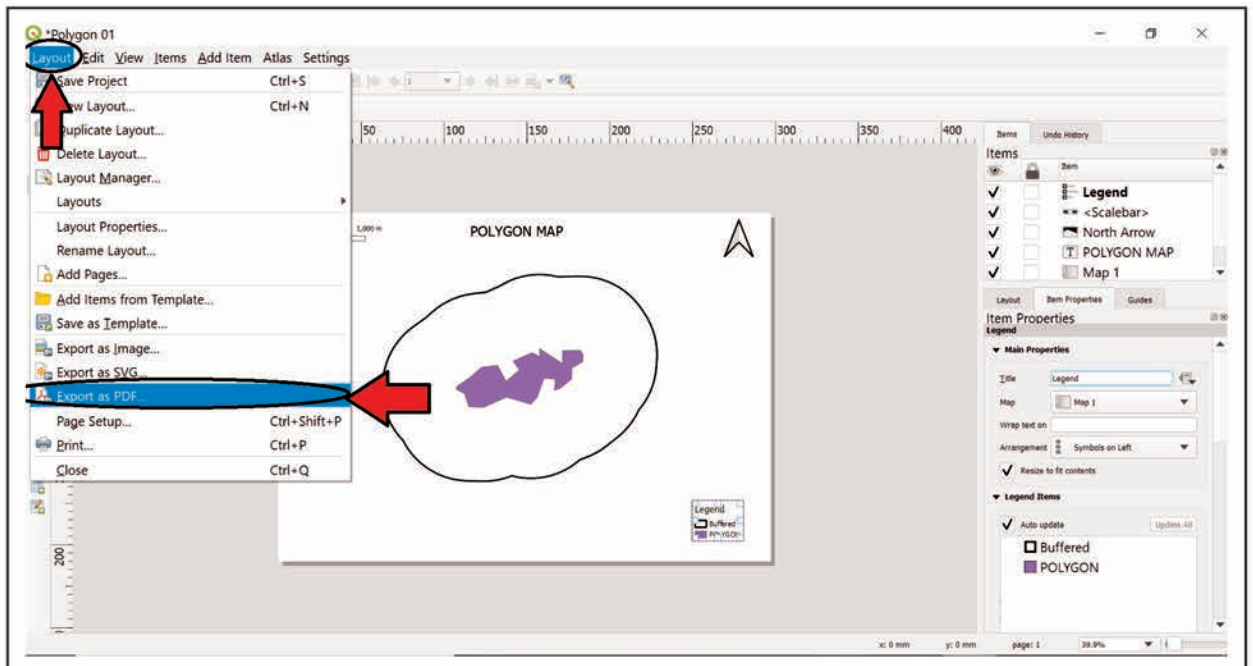 *Polygon 01
Layout Edit View Items Add Item Atlas Settings
Save Project Ctrl+S
New Layout... Ctrl+N
Duplicate Layout...
Delete Layout...
Layout Manager...
Layouts
Layout Properties...
Rename Layout...
Add Pages...
Add Items from Template...
Save as Template...
Export as Image...
Export as SVG...
Export as PDF...
Page Setup... Ctrl+Shift+P
Print... Ctrl+P
Close Ctrl+Q
1
50 100 150 200 250 300 350 400
200
1,000 m
POLYGON MAP
Legend
Buffered
POLYGON
Items Undo History
Items
Item
Legend
<Scalebar>
North Arrow
POLYGON MAP
Map 1
Layout Item Properties Guides
Item Properties
Legend
Main Properties
Title Legend
Map Map 1
Wrap text on
Arrangement Symbols on Left
Resize to fit contents
Legend Items
Auto update Update All
Buffered
POLYGON
x: 0 mm y: 0 mm page: 1 39.9%